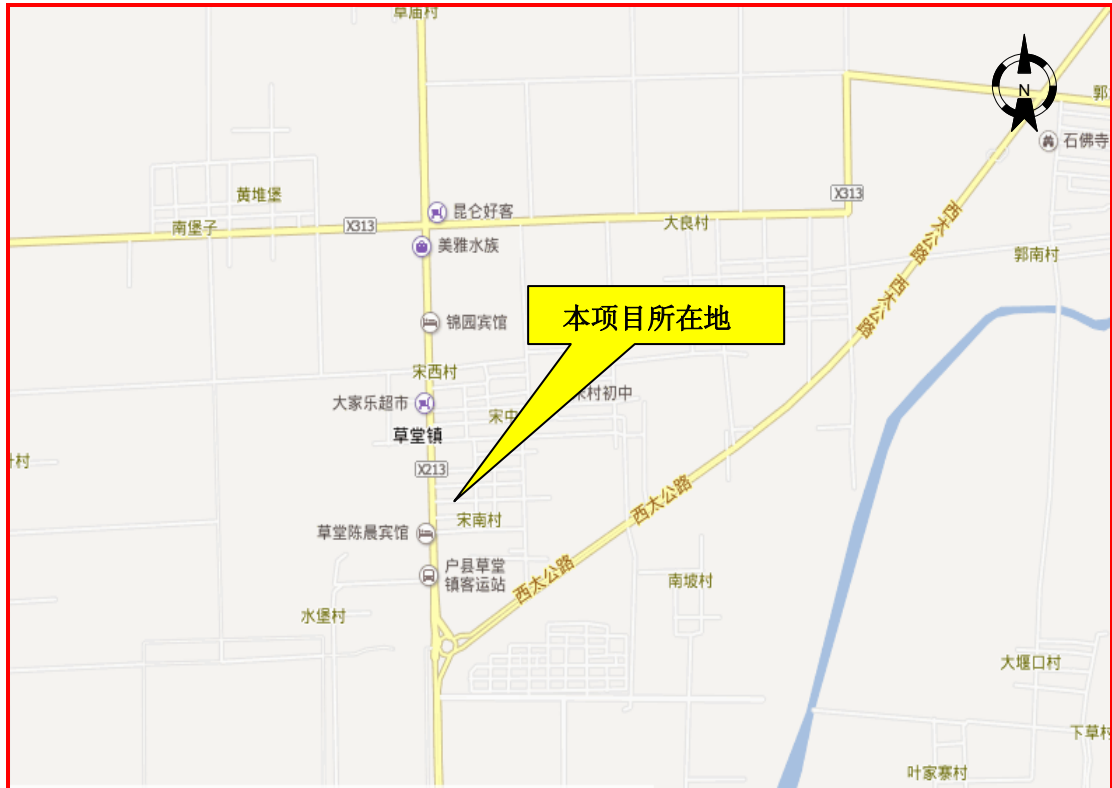 草庙村
N
郭
石佛寺
黄堆堡
X313
昆仑好客
南堡子
X313
大良村
西太公路
美雅水族
郭南村
西太公路
本项目所在地
锦园宾馆
宋西村
大家乐超市
村初中
宋中
草堂镇
村
X213
西太公路
宋南村
草堂陈晨宾馆
户县草堂
镇客运站
西太公路
南坡村
水堡村
大堰口村
下草村
叶家寨村